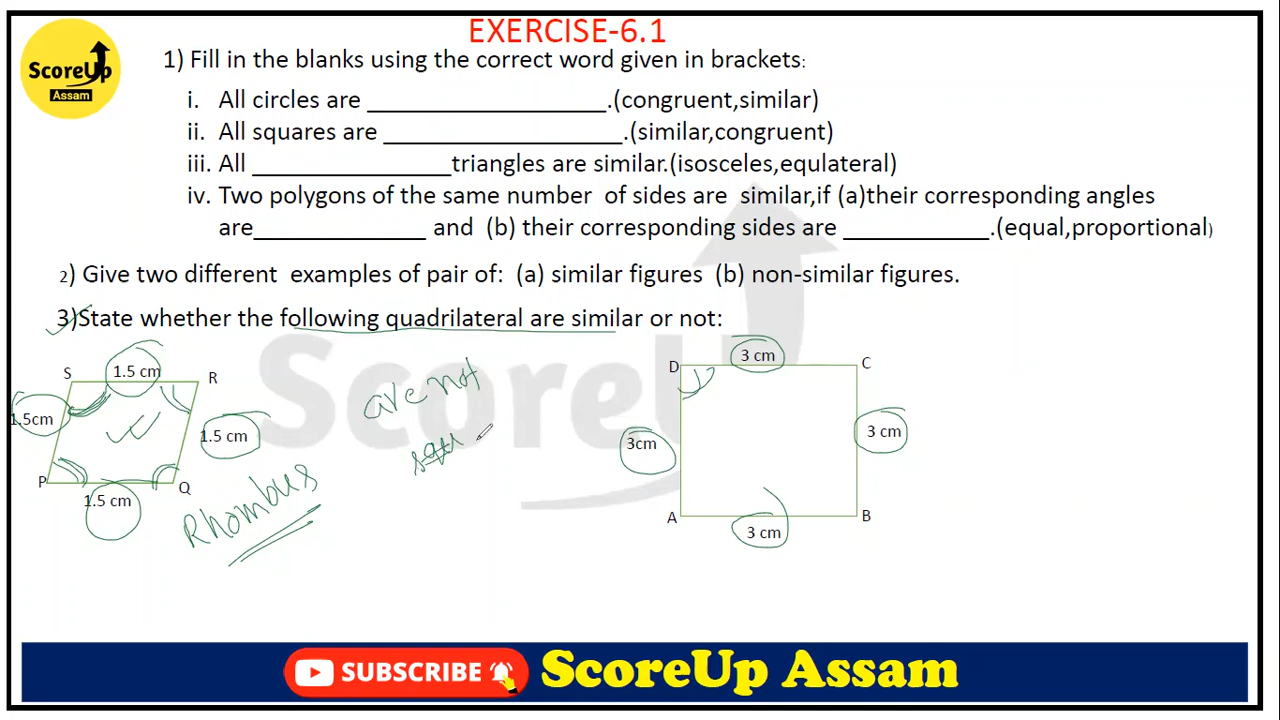 EXERCISE-6.1
ScoreUp
Assam
1) Fill in the blanks using the correct word given in brackets:
i. All circles are ____________________.(congruent,similar)
ii. All squares are ____________________.(similar,congruent)
iii. All _________________triangles are similar.(isosceles,equlateral)
iv. Two polygons of the same number of sides are similar,if (a)their corresponding angles
are______________ and (b) their corresponding sides are ____________.(equal,proportional)
2) Give two different examples of pair of: (a) similar figures (b) non-similar figures.
3)State whether the following quadrilateral are similar or not:
S 1.5 cm R
1.5cm
1.5 cm
P Q
1.5 cm
Rhombus
are not
D 3 cm C
3cm
3 cm
A B
3 cm
ScoreUp
SUBSCRIBE ScoreUp Assam